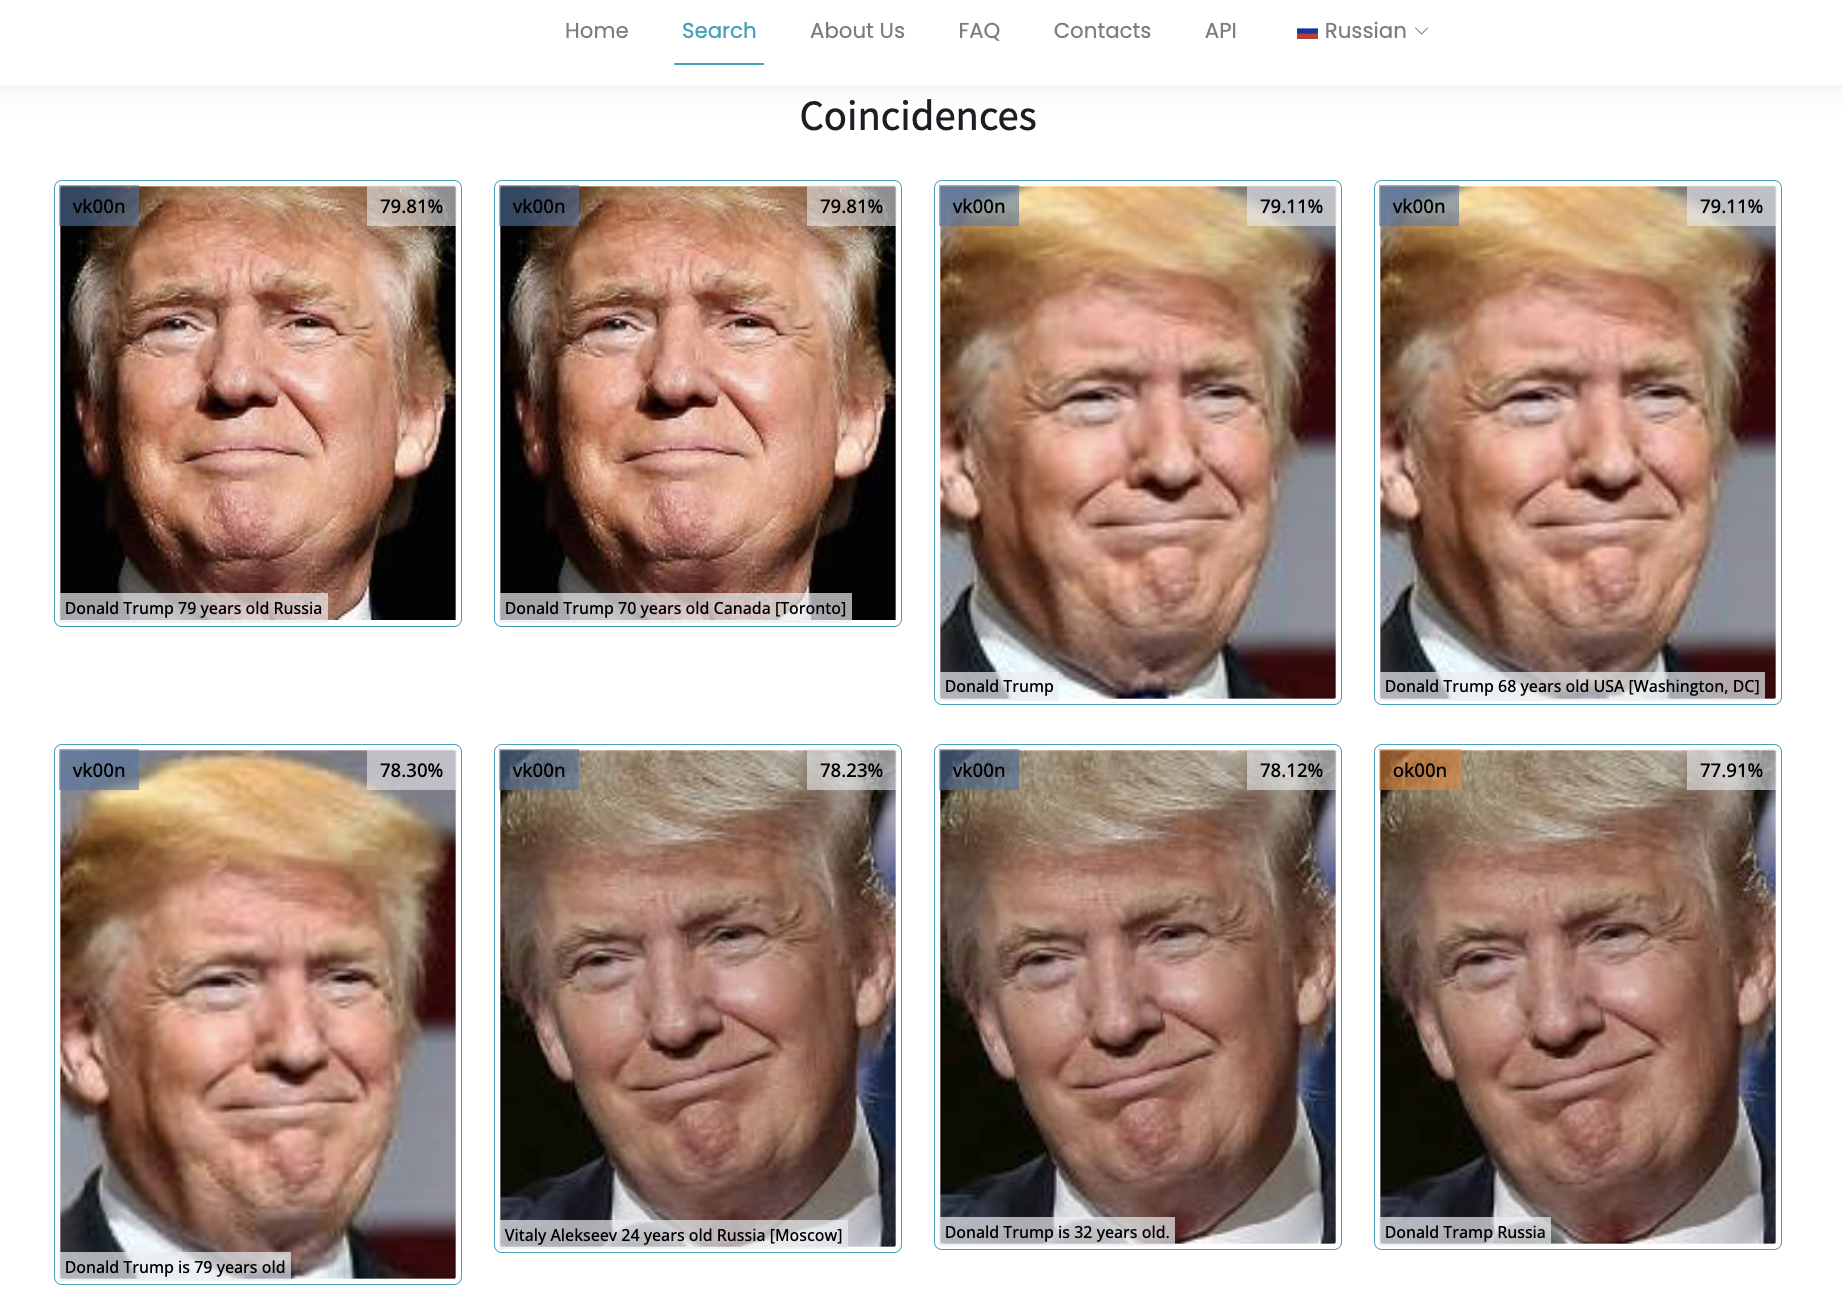 Home Search About Us FAQ Contacts API Russian
Coincidences
vk00n 79.81%
Donald Trump 79 years old Russia
vk00n 79.81%
Donald Trump 70 years old Canada [Toronto]
vk00n 79.11%
Donald Trump
vk00n 79.11%
Donald Trump 68 years old USA [Washington, DC]
vk00n 78.30%
Donald Trump is 79 years old
vk00n 78.23%
Vitaly Alekseev 24 years old Russia [Moscow]
vk00n 78.12%
Donald Trump is 32 years old.
ok00n 77.91%
Donald Tramp Russia